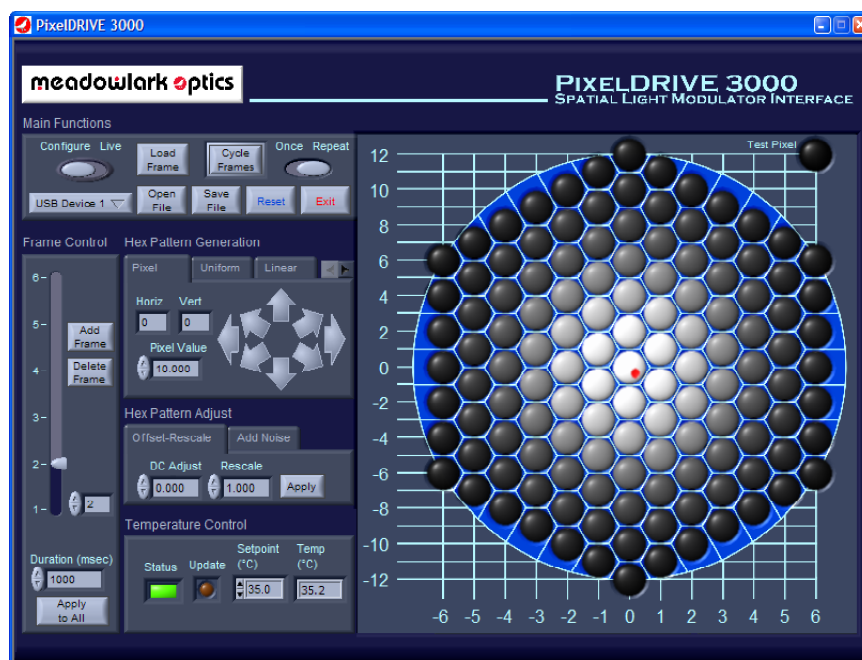 PixelDRIVE 3000
meadowlark optics
PIXELDRIVE 3000
SPATIAL LIGHT MODULATOR INTERFACE
Main Functions
Configure Live
Load Frame
Cycle Frames
Once Repeat
USB Device 1
Open File
Save File
Reset
Exit
Frame Control
6-
5-
4-
3-
2-
1-
2
Add Frame
Delete Frame
Duration (msec)
1000
Apply to All
Hex Pattern Generation
Pixel
Uniform
Linear
Horiz Vert
0 0
Pixel Value
10.000
Hex Pattern Adjust
Offset-Rescale
Add Noise
DC Adjust Rescale
0.000 1.000
Apply
Temperature Control
Status Update
Setpoint (°C)
Temp (°C)
35.0 35.2
Test Pixel
12
10
8
6
4
2
0
-2
-4
-6
-8
-10
-12
-6 -5 -4 -3 -2 -1 0 1 2 3 4 5 6